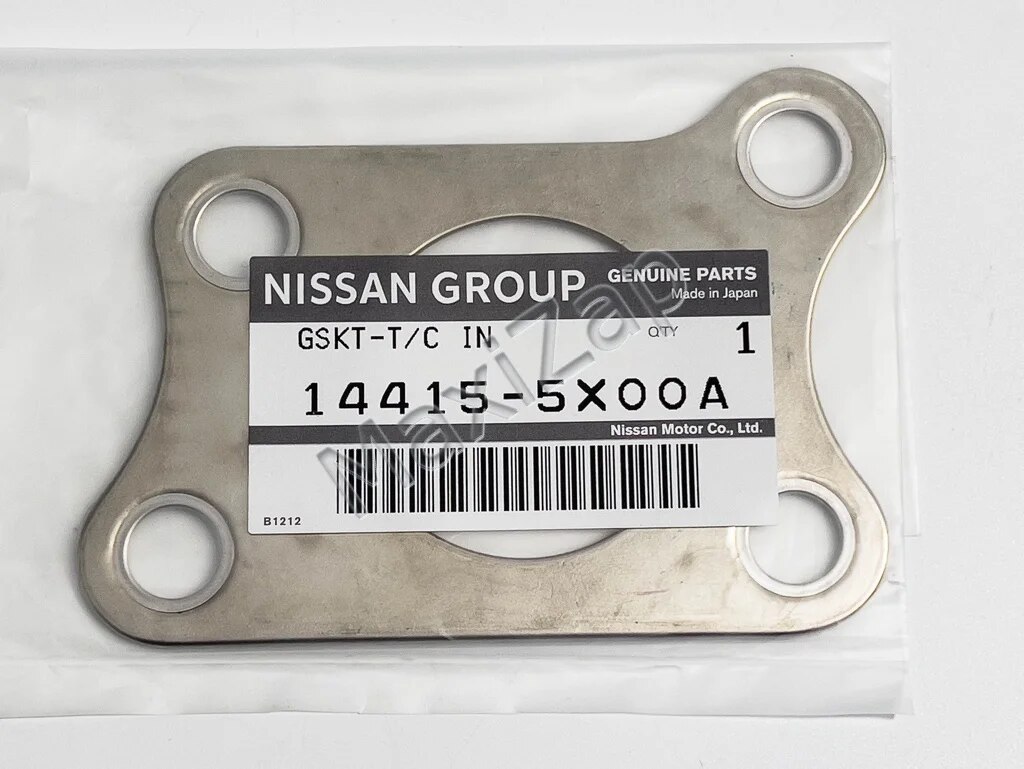 NISSAN GROUP GENUINE PARTS
Made in Japan
GSKT-T/C IN QTY 1
14415-5X00A
Nissan Motor Co., Ltd.
B1212
MaxiZap